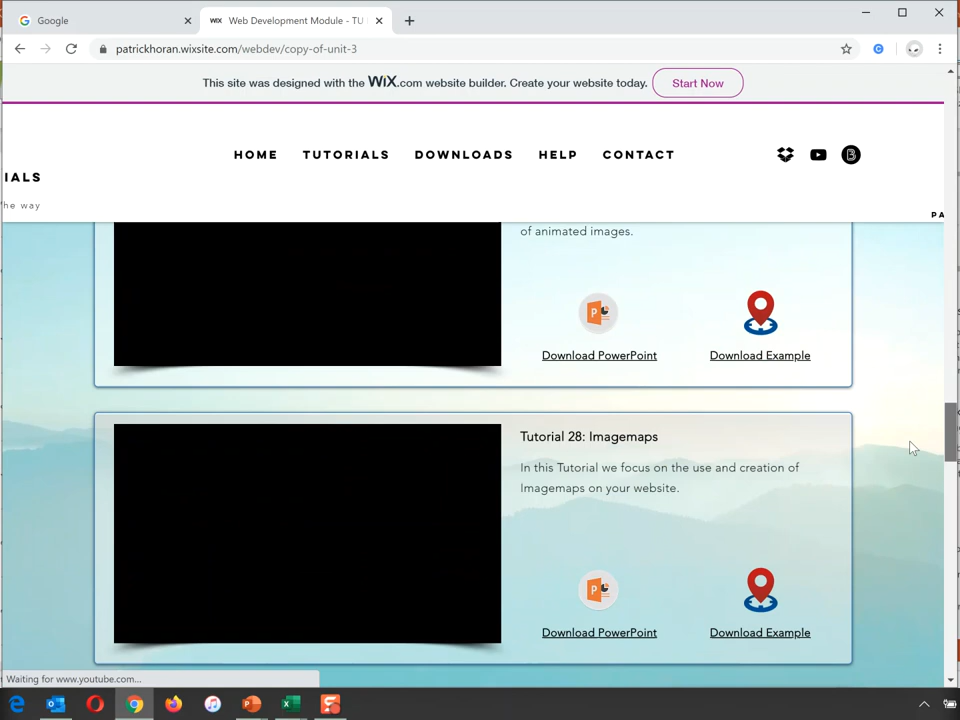 Google
WIX Web Development Module - TU
patrickhoran.wixsite.com/webdev/copy-of-unit-3
This site was designed with the WiX.com website builder. Create your website today. Start Now
HOME TUTORIALS DOWNLOADS HELP CONTACT
IALS
he way
PA
of animated images.
Download PowerPoint Download Example
Tutorial 28: Imagemaps
In this Tutorial we focus on the use and creation of
Imagemaps on your website.
Download PowerPoint Download Example
Waiting for www.youtube.com...